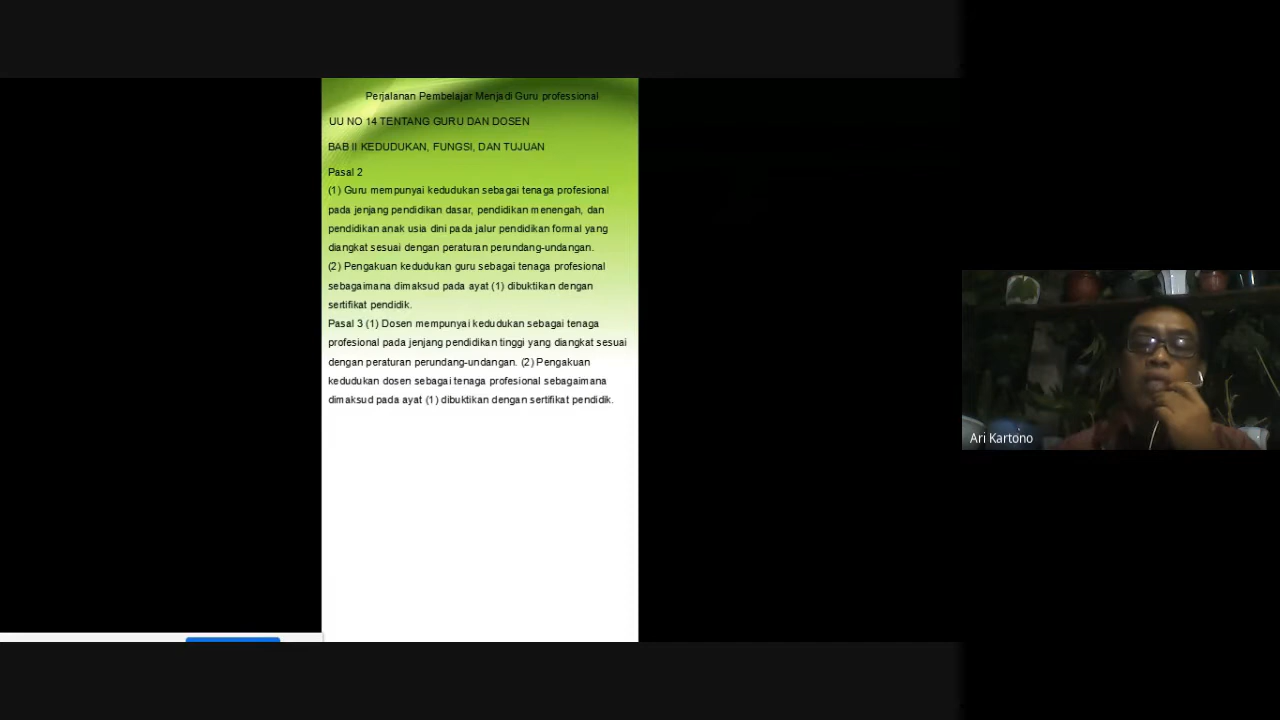 Perjalanan Pembelajar Menjadi Guru professional
UU NO 14 TENTANG GURU DAN DOSEN
BAB II KEDUDUKAN, FUNGSI, DAN TUJUAN
Pasal 2
(1) Guru mempunyai kedudukan sebagai tenaga profesional
pada jenjang pendidikan dasar, pendidikan menengah, dan
pendidikan anak usia dini pada jalur pendidikan formal yang
diangkat sesuai dengan peraturan perundang-undangan.
(2) Pengakuan kedudukan guru sebagai tenaga profesional
sebagaimana dimaksud pada ayat (1) dibuktikan dengan
sertifikat pendidik.
Pasal 3 (1) Dosen mempunyai kedudukan sebagai tenaga
profesional pada jenjang pendidikan tinggi yang diangkat sesuai
dengan peraturan perundang-undangan. (2) Pengakuan
kedudukan dosen sebagai tenaga profesional sebagaimana
dimaksud pada ayat (1) dibuktikan dengan sertifikat pendidik.
Ari Kartono